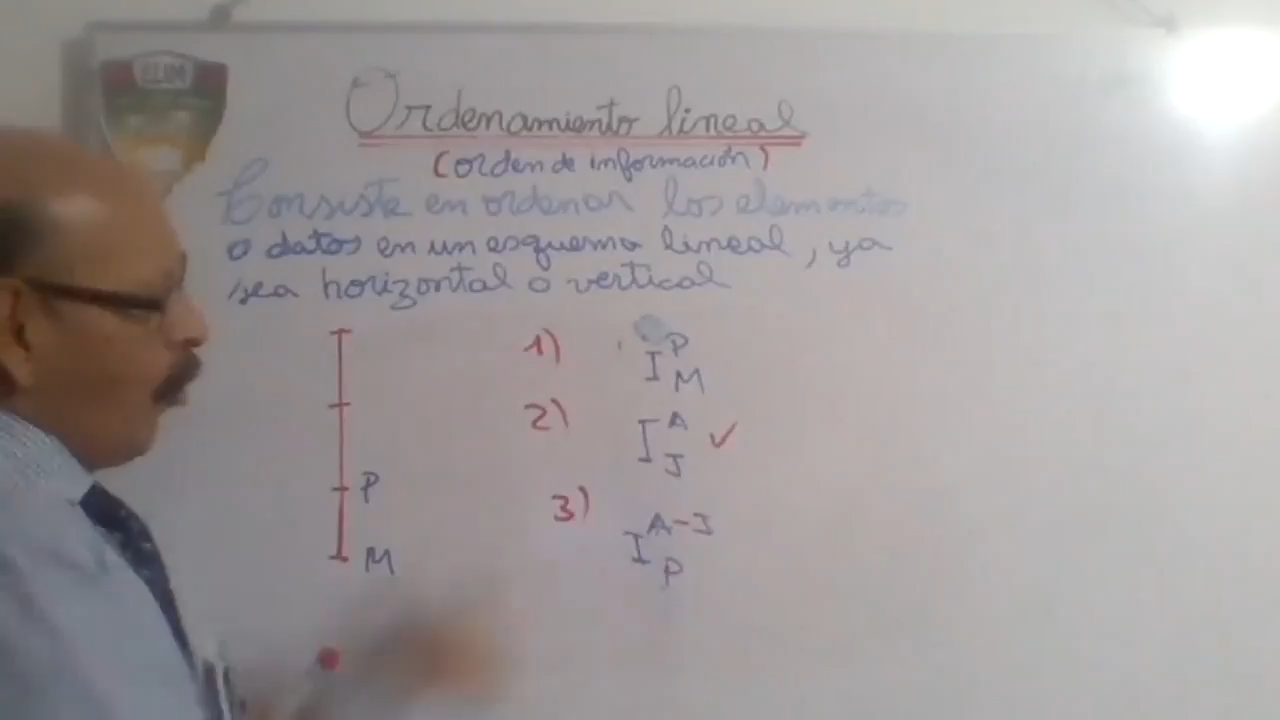 Ordenamiento lineal
(orden de información)
Consiste en ordenar los elementos
o datos en un esquema lineal, ya
sea horizontal o vertical
1) I P M
2) I A J ✓
3) I A-J P
P
M